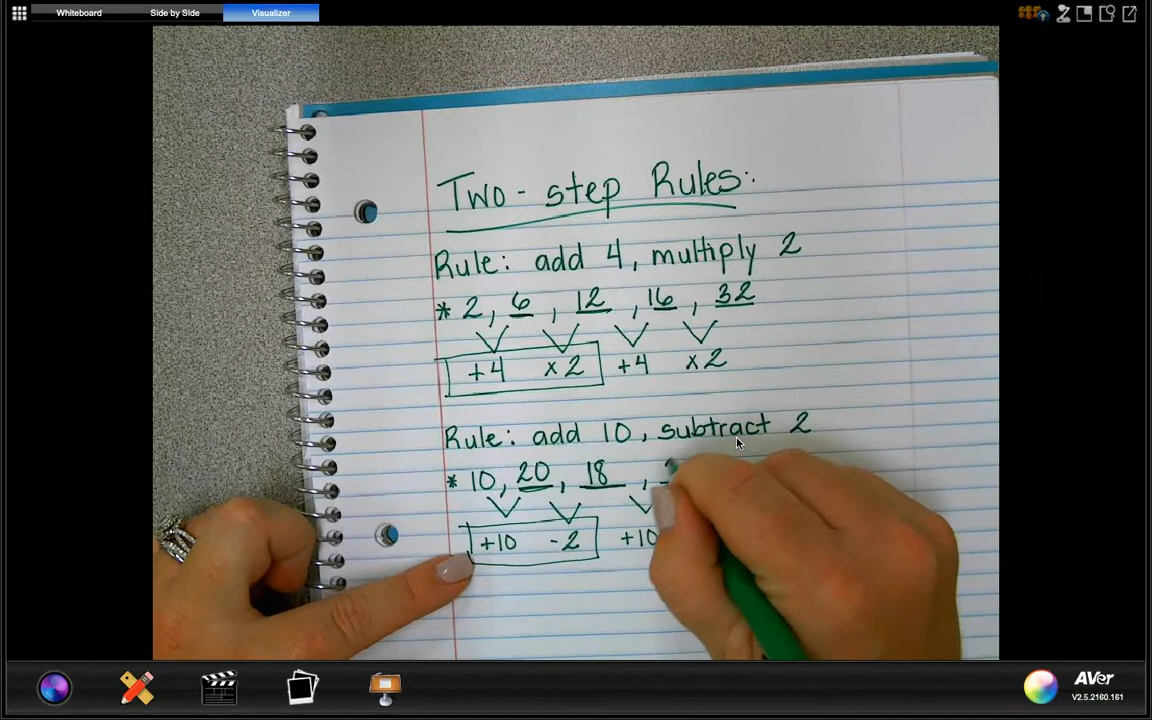 Whiteboard Side by Side Visualizer
Two-step Rules:
Rule: add 4, multiply 2
* 2, 6, 12, 16, 32
+4 x2 +4 x2
Rule: add 10, subtract 2
* 10, 20, 18,
+10 -2 +10
AVer
V2.5.2160.161